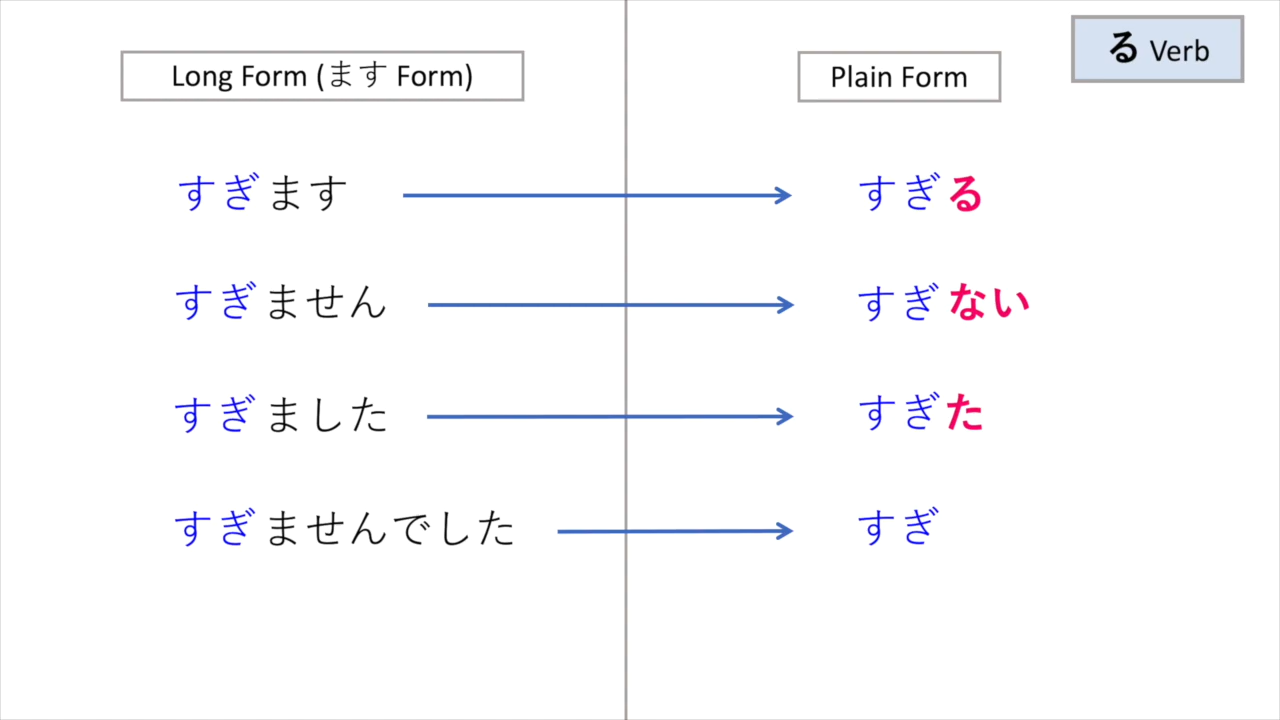 る Verb
Long Form (ます Form)
Plain Form
すぎます
すぎる
すぎません
すぎない
すぎました
すぎた
すぎませんでした
すぎ